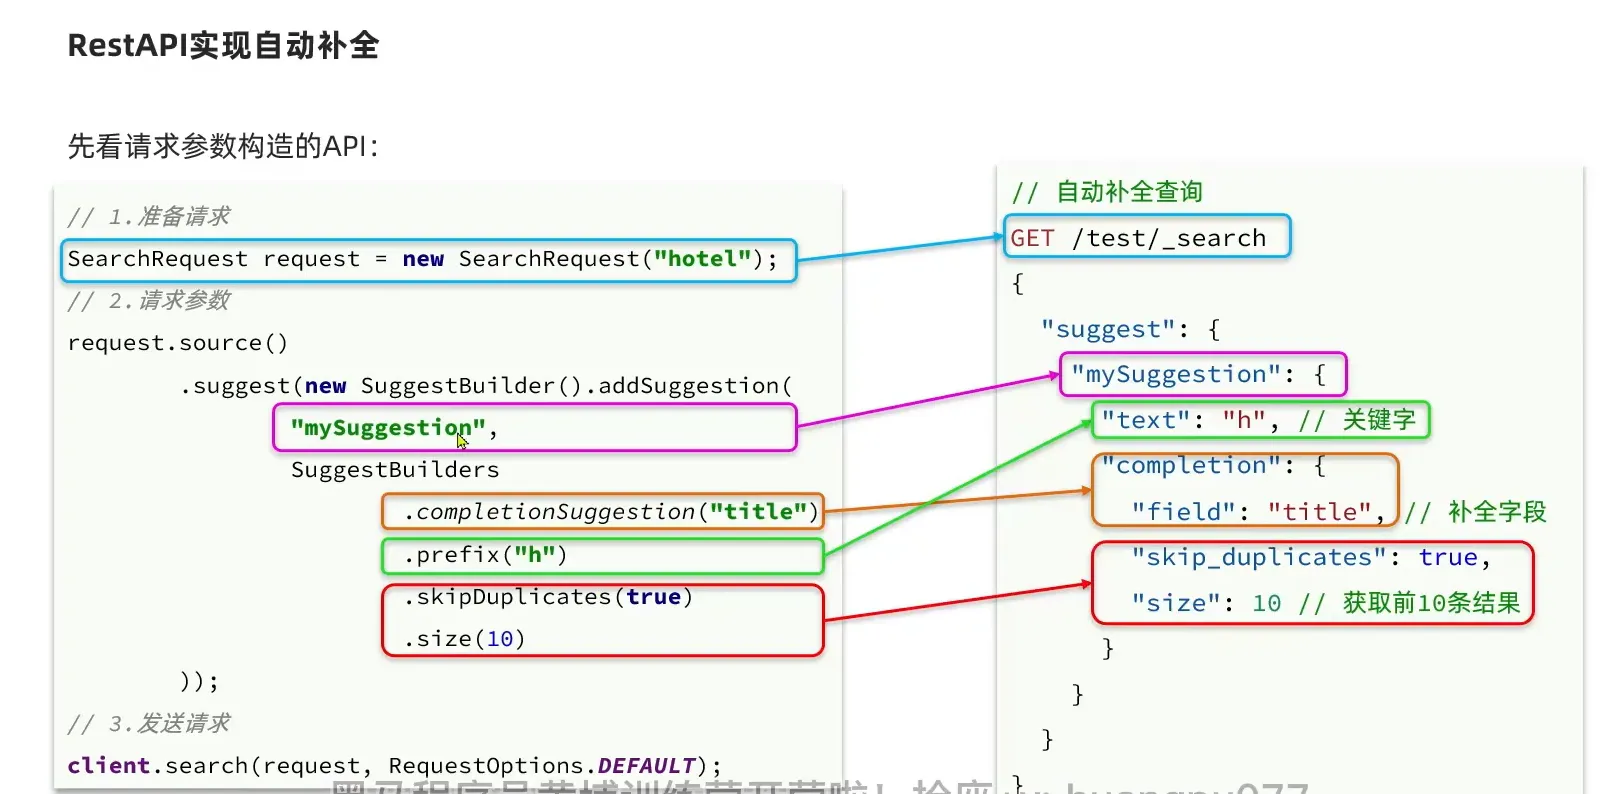 RestAPI实现自动补全
先看请求参数构造的API：
// 1.准备请求
SearchRequest request = new SearchRequest("hotel");
// 2.请求参数
request.source()
.suggest(new SuggestBuilder().addSuggestion(
"mySuggestion",
SuggestBuilders
.completionSuggestion("title")
.prefix("h")
.skipDuplicates(true)
.size(10)
));
// 3.发送请求
client.search(request, RequestOptions.DEFAULT);
// 自动补全查询
GET /test/_search
{
"suggest": {
"mySuggestion": {
"text": "h", // 关键字
"completion": {
"field": "title", // 补全字段
"skip_duplicates": true,
"size": 10 // 获取前10条结果
}
}
}
}